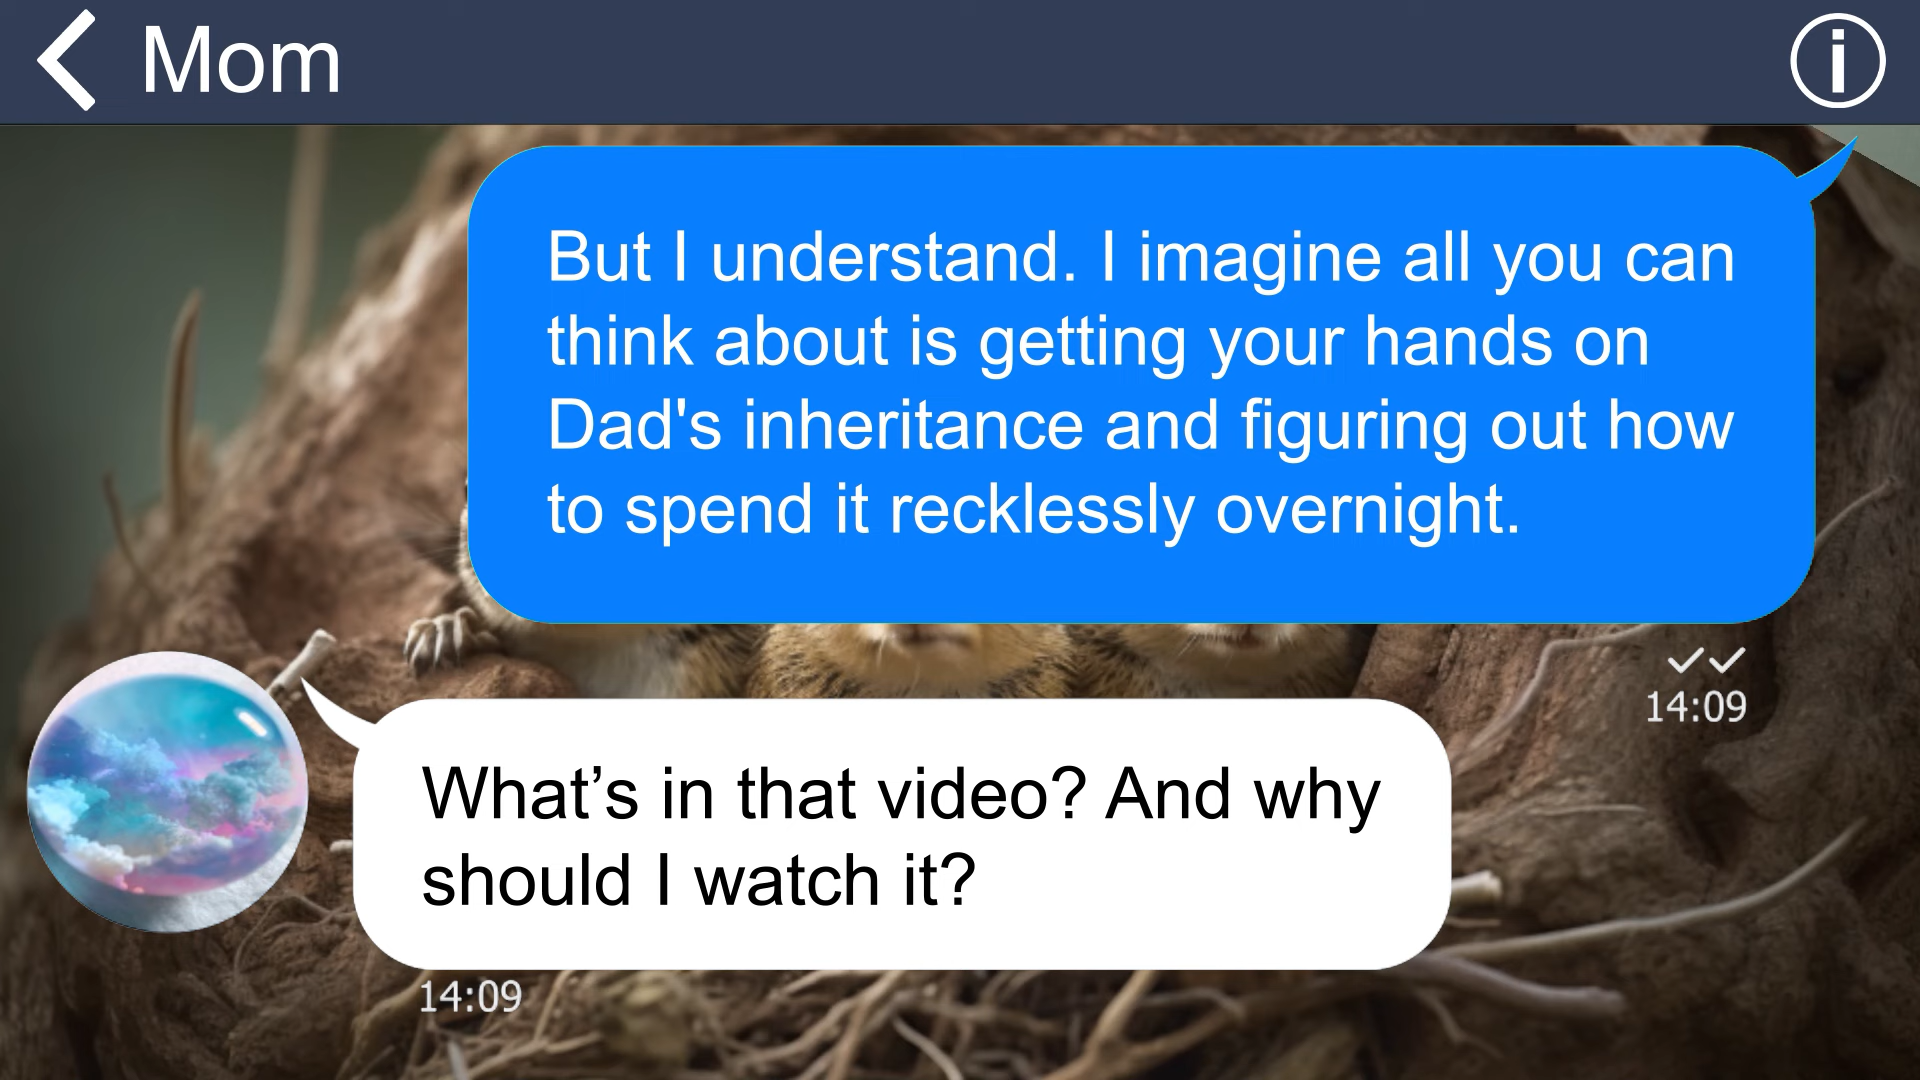 Mom
But I understand. I imagine all you can
think about is getting your hands on
Dad's inheritance and figuring out how
to spend it recklessly overnight.
14:09
What’s in that video? And why
should I watch it?
14:09